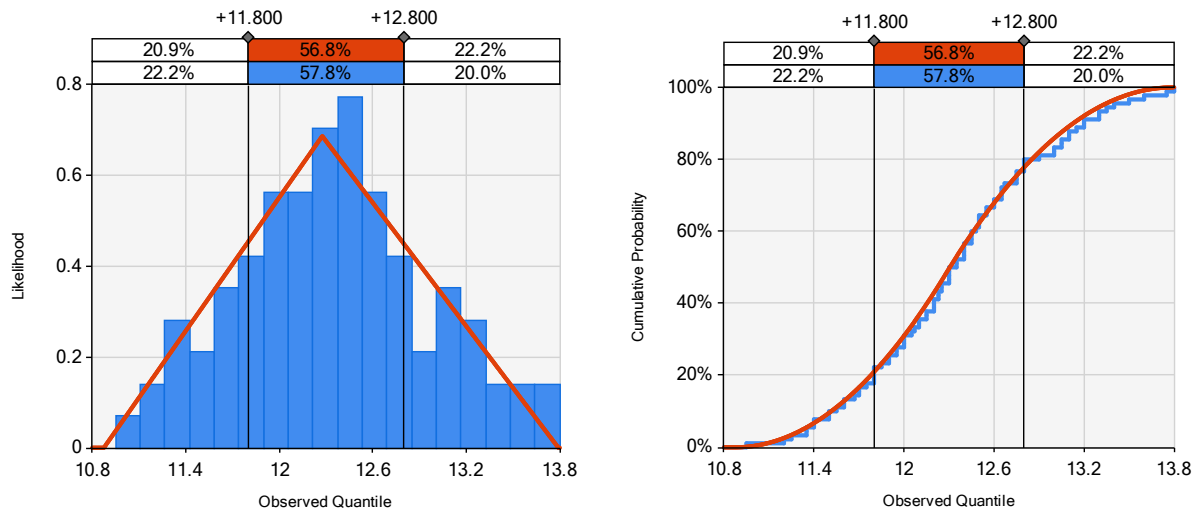 +11.800 +12.800
20.9% 56.8% 22.2%
22.2% 57.8% 20.0%
0.8
0.6
0.4
0.2
0
10.8 11.4 12 12.6 13.2 13.8
Likelihood
Observed Quantile
+11.800 +12.800
20.9% 56.8% 22.2%
22.2% 57.8% 20.0%
100%
80%
60%
40%
20%
0%
10.8 11.4 12 12.6 13.2 13.8
Cumulative Probability
Observed Quantile